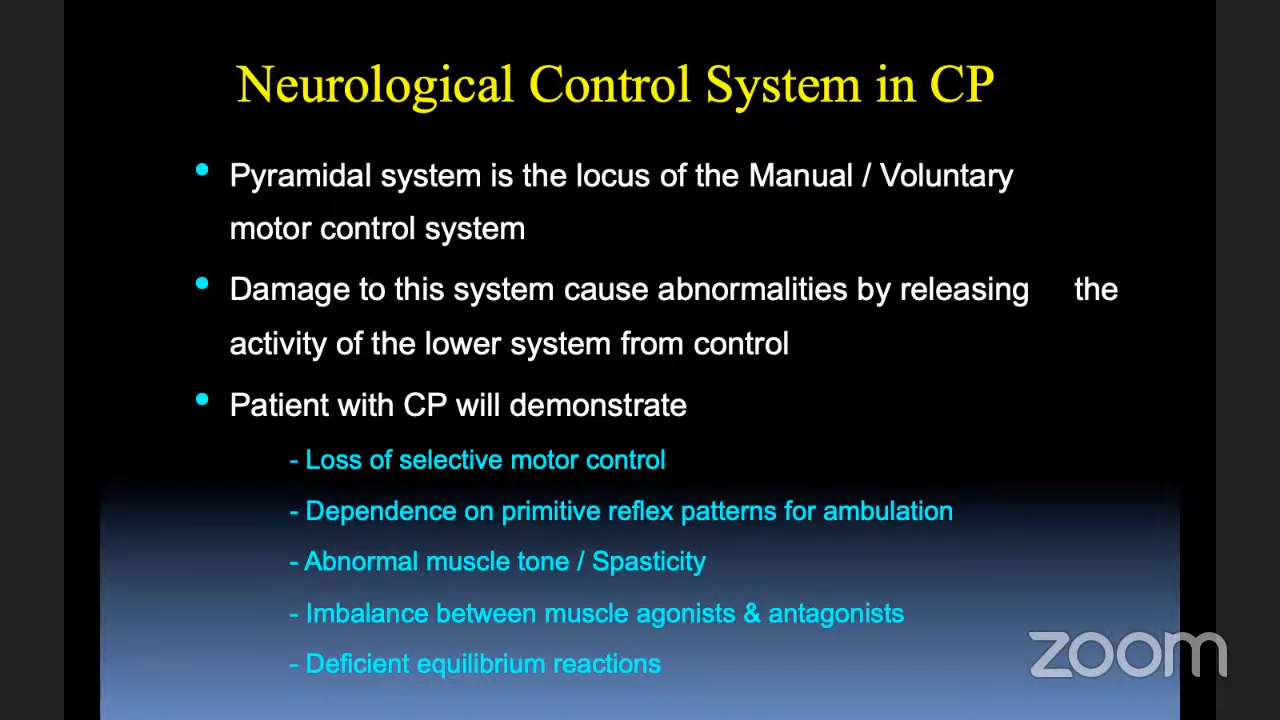 Neurological Control System in CP
• Pyramidal system is the locus of the Manual / Voluntary
motor control system
• Damage to this system cause abnormalities by releasing the
activity of the lower system from control
• Patient with CP will demonstrate
- Loss of selective motor control
- Dependence on primitive reflex patterns for ambulation
- Abnormal muscle tone / Spasticity
- Imbalance between muscle agonists & antagonists
- Deficient equilibrium reactions
zoom